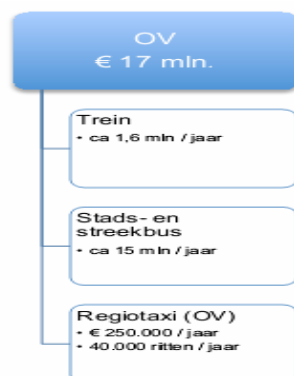 OV
€ 17 mln.
Trein
• ca 1,6 mln / jaar
Stads- en
streekbus
• ca 15 mln / jaar
Regiotaxi (OV)
• € 250.000 / jaar
• 40.000 ritten / jaar